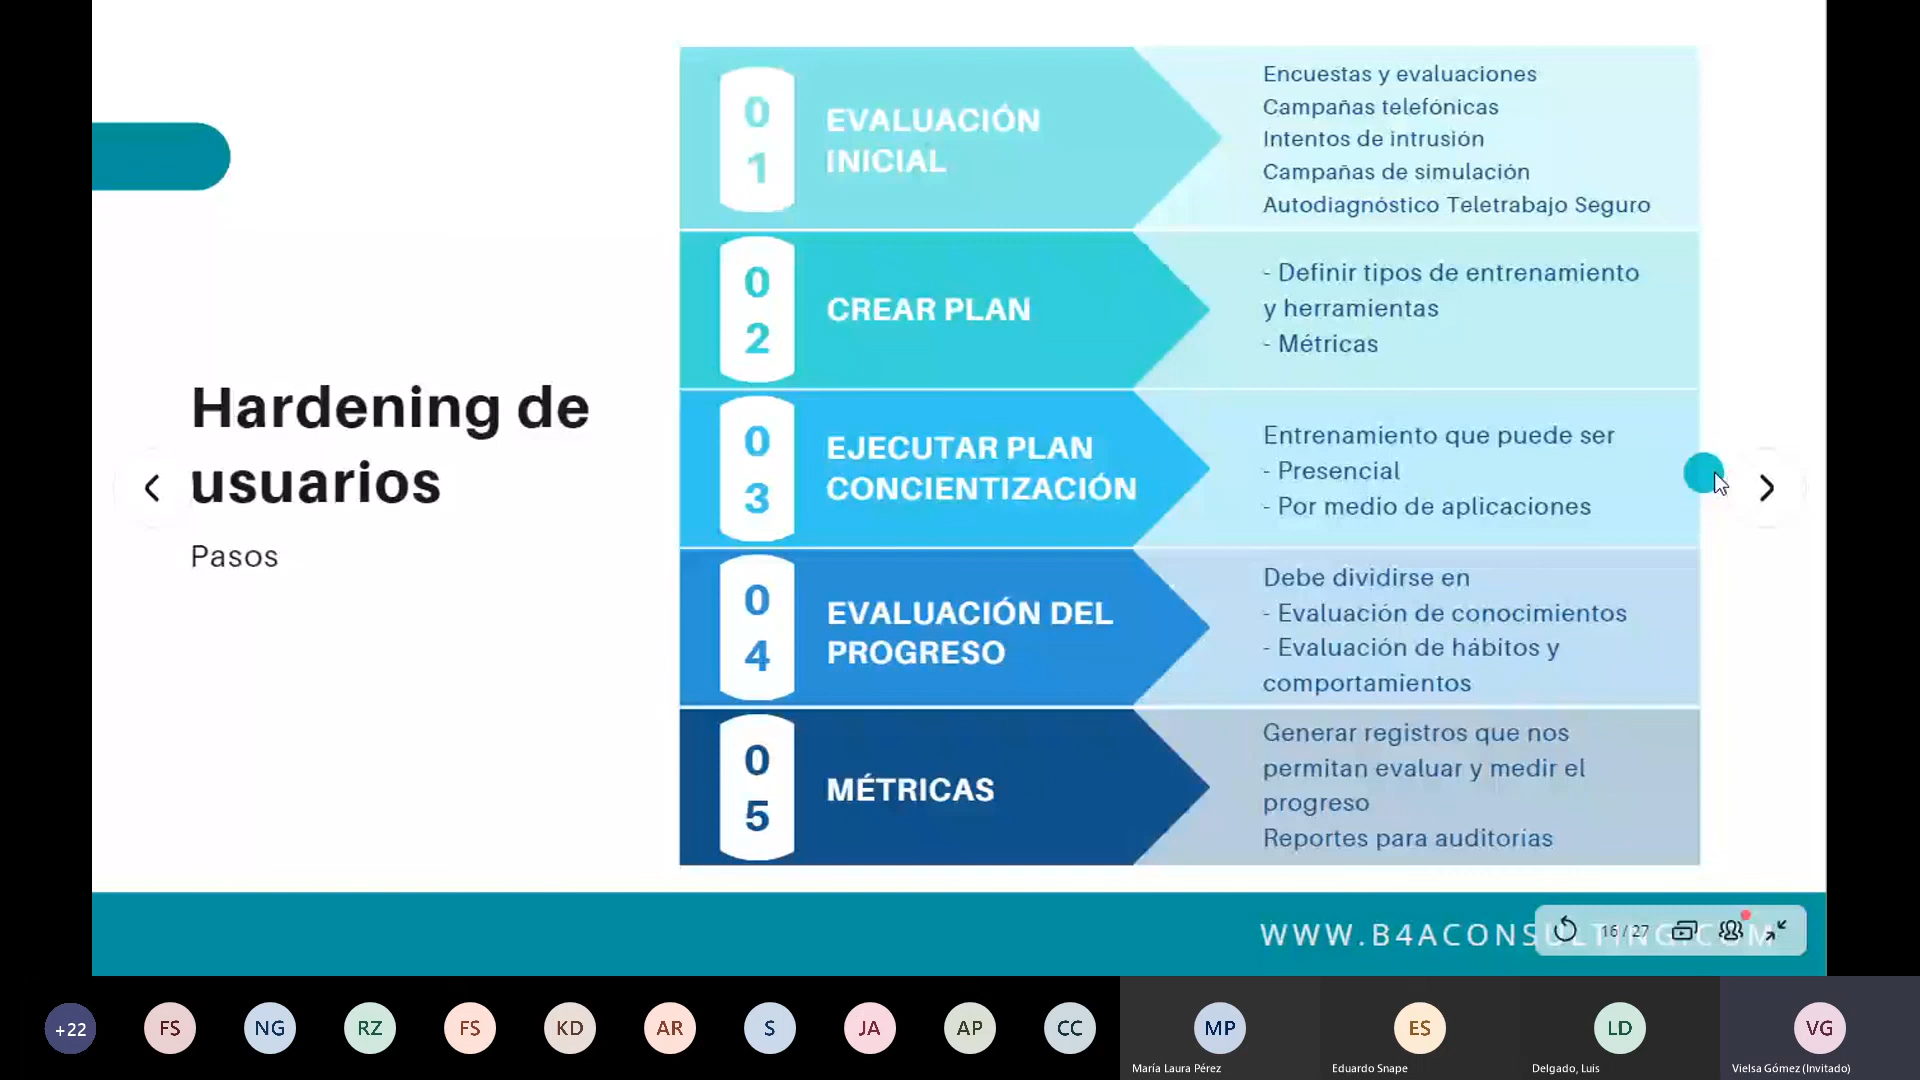 Hardening de
usuarios
Pasos
0
1
EVALUACIÓN
INICIAL
Encuestas y evaluaciones
Campañas telefónicas
Intentos de intrusión
Campañas de simulación
Autodiagnóstico Teletrabajo Seguro
0
2
CREAR PLAN
- Definir tipos de entrenamiento
y herramientas
- Métricas
0
3
EJECUTAR PLAN
CONCIENTIZACIÓN
Entrenamiento que puede ser
- Presencial
- Por medio de aplicaciones
0
4
EVALUACIÓN DEL
PROGRESO
Debe dividirse en
- Evaluación de conocimientos
- Evaluación de hábitos y
comportamientos
0
5
MÉTRICAS
Generar registros que nos
permitan evaluar y medir el
progreso
Reportes para auditorias
WWW.B4ACONSULTING.COM
16 / 27
+22
FS
NG
RZ
FS
KD
AR
S
JA
AP
CC
MP
María Laura Pérez
ES
Eduardo Snape
LD
Delgado, Luis
VG
Vielsa Gómez (Invitado)